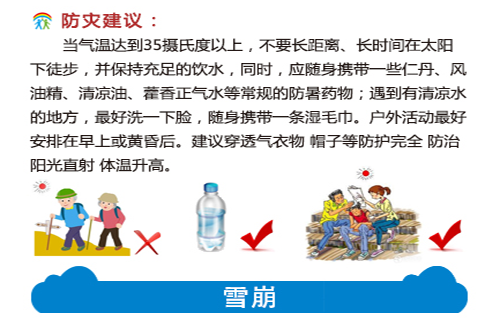 防灾建议：
当气温达到35摄氏度以上，不要长距离、长时间在太阳
下徒步，并保持充足的饮水，同时，应随身携带一些仁丹、风
油精、清凉油、藿香正气水等常规的防暑药物；遇到有清凉水
的地方，最好洗一下脸，随身携带一条湿毛巾。户外活动最好
安排在早上或黄昏后。建议穿透气衣物 帽子等防护完全 防治
阳光直射 体温升高。
雪崩